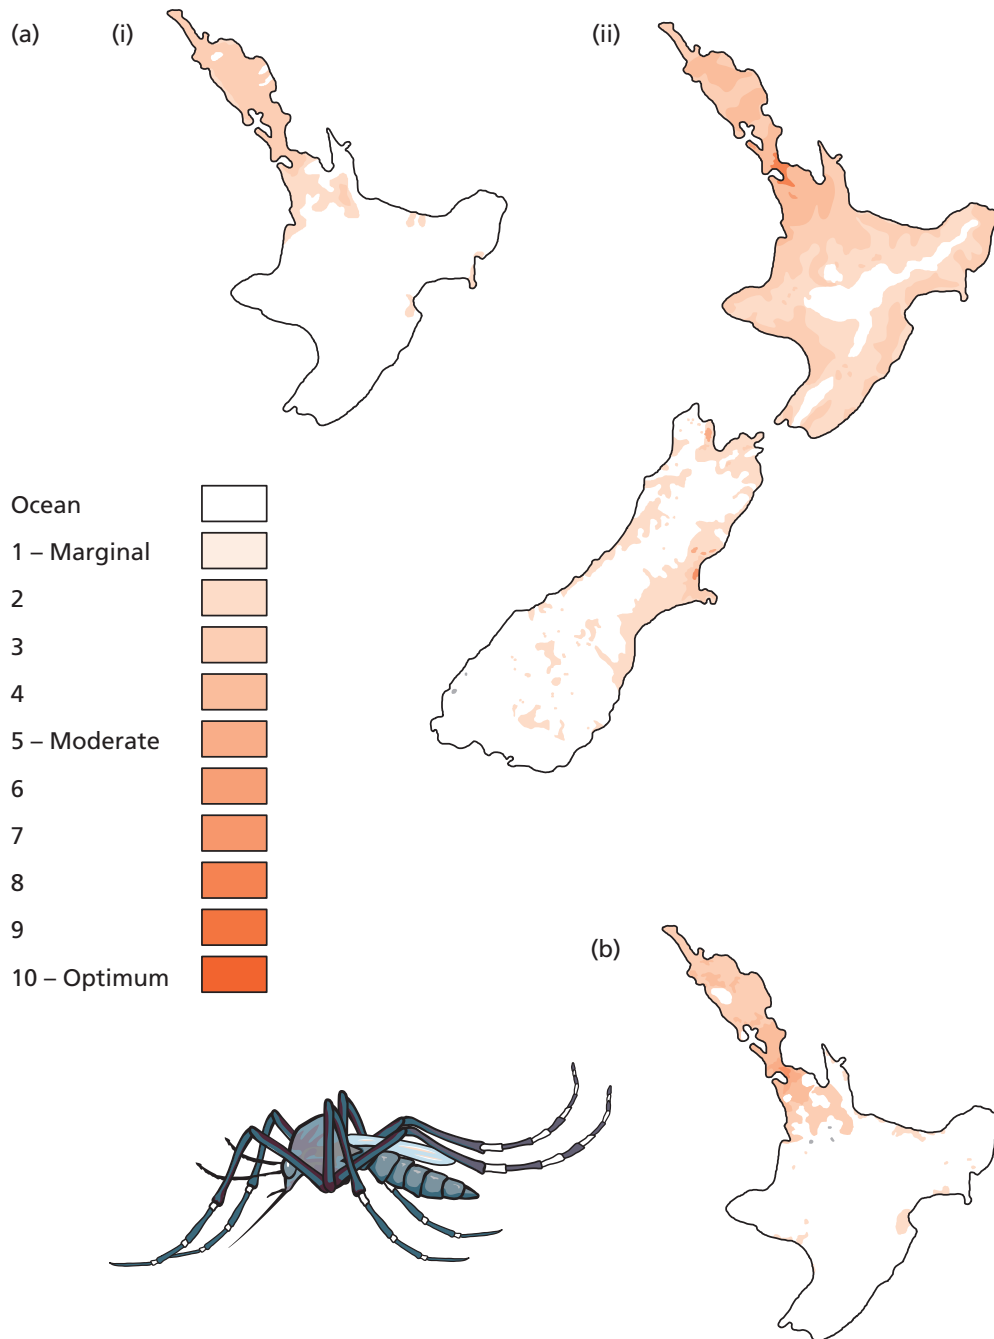 (a) (i) (ii)
Ocean
1 – Marginal
2
3
4
5 – Moderate
6
7
8
9
10 – Optimum
(b)